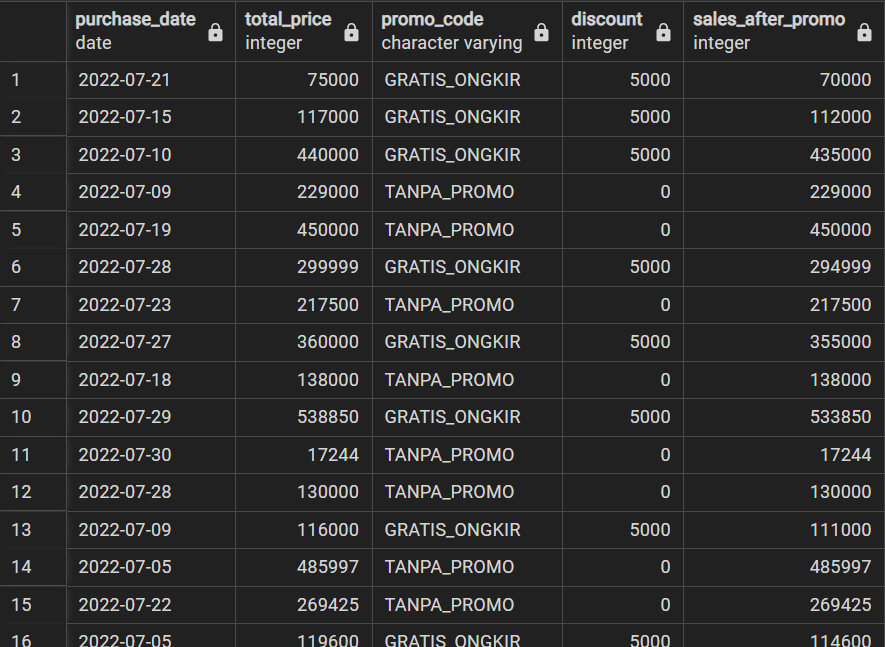 purchase_date total_price promo_code discount sales_after_promo
date integer character varying integer integer
1 2022-07-21 75000 GRATIS_ONGKIR 5000 70000
2 2022-07-15 117000 GRATIS_ONGKIR 5000 112000
3 2022-07-10 440000 GRATIS_ONGKIR 5000 435000
4 2022-07-09 229000 TANPA_PROMO 0 229000
5 2022-07-19 450000 TANPA_PROMO 0 450000
6 2022-07-28 299999 GRATIS_ONGKIR 5000 294999
7 2022-07-23 217500 TANPA_PROMO 0 217500
8 2022-07-27 360000 GRATIS_ONGKIR 5000 355000
9 2022-07-18 138000 TANPA_PROMO 0 138000
10 2022-07-29 538850 GRATIS_ONGKIR 5000 533850
11 2022-07-30 17244 TANPA_PROMO 0 17244
12 2022-07-28 130000 TANPA_PROMO 0 130000
13 2022-07-09 116000 GRATIS_ONGKIR 5000 111000
14 2022-07-05 485997 TANPA_PROMO 0 485997
15 2022-07-22 269425 TANPA_PROMO 0 269425
16 2022-07-05 119600 GRATIS_ONGKIR 5000 114600